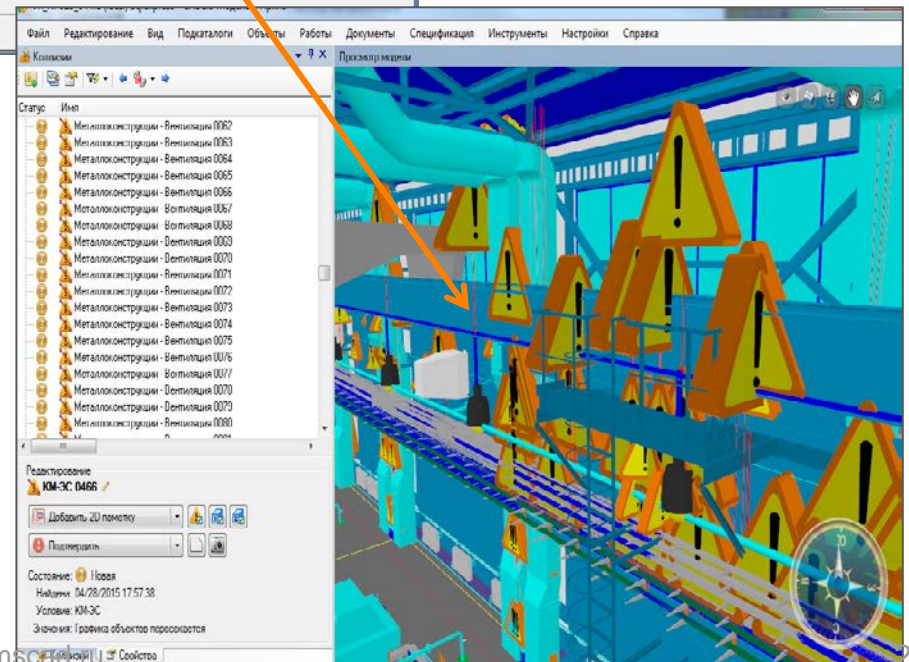 Файл Редактирование Вид Подкаталоги Объекты Работы Документы Спецификация Инструменты Настройки Справка
Коллизии
Просмотр модели
Статус Имя
Металлоконструкции - Вентиляция 0062
Металлоконструкции - Вентиляция 0063
Металлоконструкции - Вентиляция 0064
Металлоконструкции - Вентиляция 0065
Металлоконструкции - Вентиляция 0066
Металлоконструкции - Вентиляция 0067
Металлоконструкции - Вентиляция 0068
Металлоконструкции - Вентиляция 0069
Металлоконструкции - Вентиляция 0070
Металлоконструкции - Вентиляция 0071
Металлоконструкции - Вентиляция 0072
Металлоконструкции - Вентиляция 0073
Металлоконструкции - Вентиляция 0074
Металлоконструкции - Вентиляция 0075
Металлоконструкции - Вентиляция 0076
Металлоконструкции - Вентиляция 0077
Металлоконструкции - Вентиляция 0078
Металлоконструкции - Вентиляция 0079
Металлоконструкции - Вентиляция 0080
Редактирование
КМ-ЭС 0466
Добавить 2D пометку
Подтвердить
Состояние: Новая
Найдена: 04/28/2015 17:57:38
Условие: КМ-ЭС
Значения: Графика объектов пересекается
Коллизии Свойства